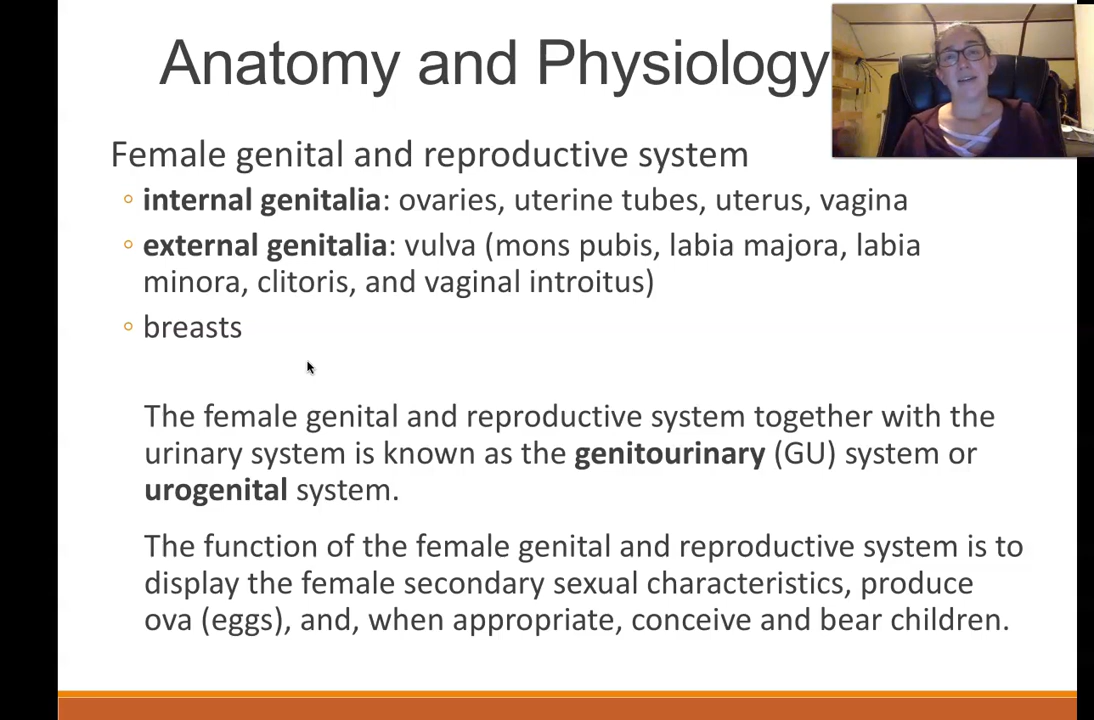 Anatomy and Physiology
Female genital and reproductive system
◦ internal genitalia: ovaries, uterine tubes, uterus, vagina
◦ external genitalia: vulva (mons pubis, labia majora, labia
minora, clitoris, and vaginal introitus)
◦ breasts
The female genital and reproductive system together with the
urinary system is known as the genitourinary (GU) system or
urogenital system.
The function of the female genital and reproductive system is to
display the female secondary sexual characteristics, produce
ova (eggs), and, when appropriate, conceive and bear children.